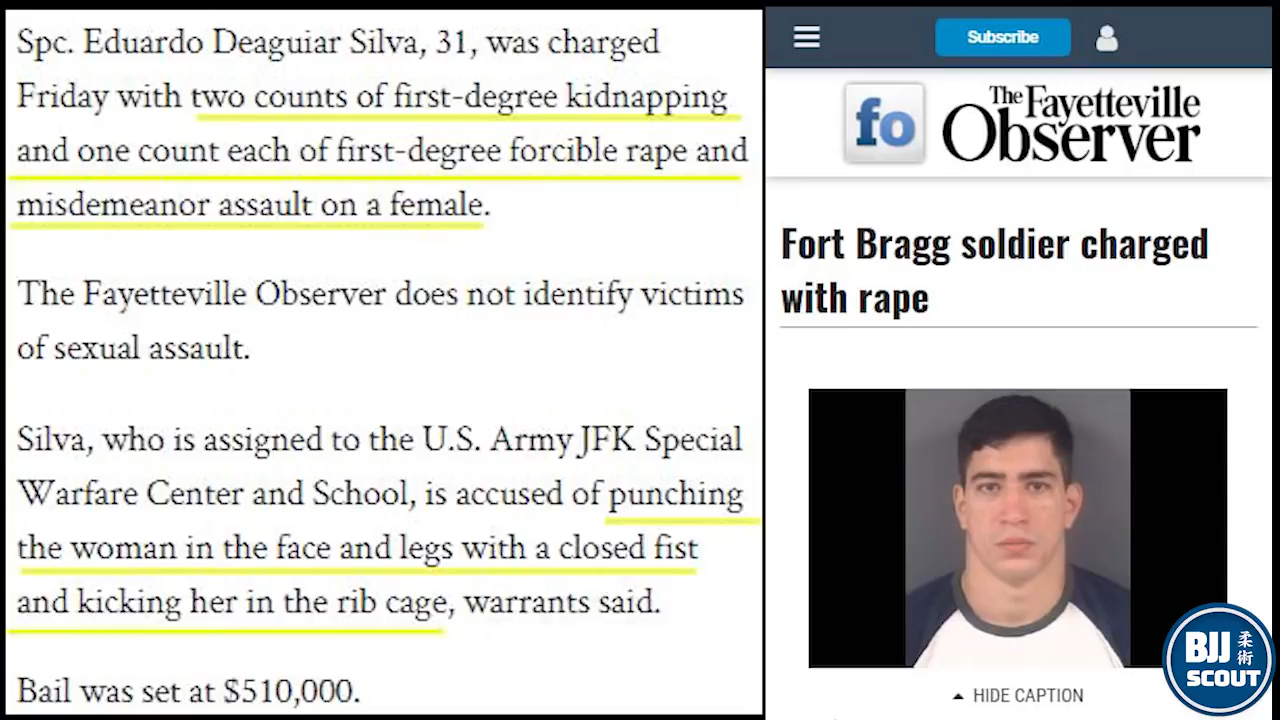 Spc. Eduardo Deaguiar Silva, 31, was charged
Friday with two counts of first-degree kidnapping
and one count each of first-degree forcible rape and
misdemeanor assault on a female.
The Fayetteville Observer does not identify victims
of sexual assault.
Silva, who is assigned to the U.S. Army JFK Special
Warfare Center and School, is accused of punching
the woman in the face and legs with a closed fist
and kicking her in the rib cage, warrants said.
Bail was set at $510,000.
Subscribe
fo
The Fayetteville
Observer
Fort Bragg soldier charged
with rape
HIDE CAPTION
BJJ 柔術
SCOUT